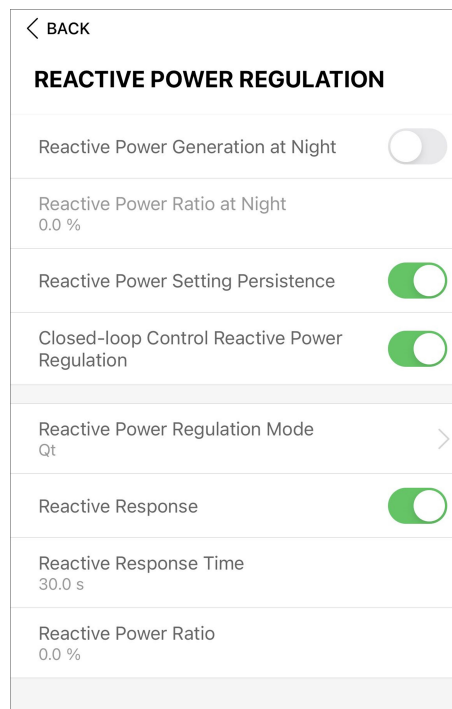 BACK
REACTIVE POWER REGULATION
Reactive Power Generation at Night
Reactive Power Ratio at Night
0.0 %
Reactive Power Setting Persistence
Closed-loop Control Reactive Power
Regulation
Reactive Power Regulation Mode
Qt
Reactive Response
Reactive Response Time
30.0 s
Reactive Power Ratio
0.0 %